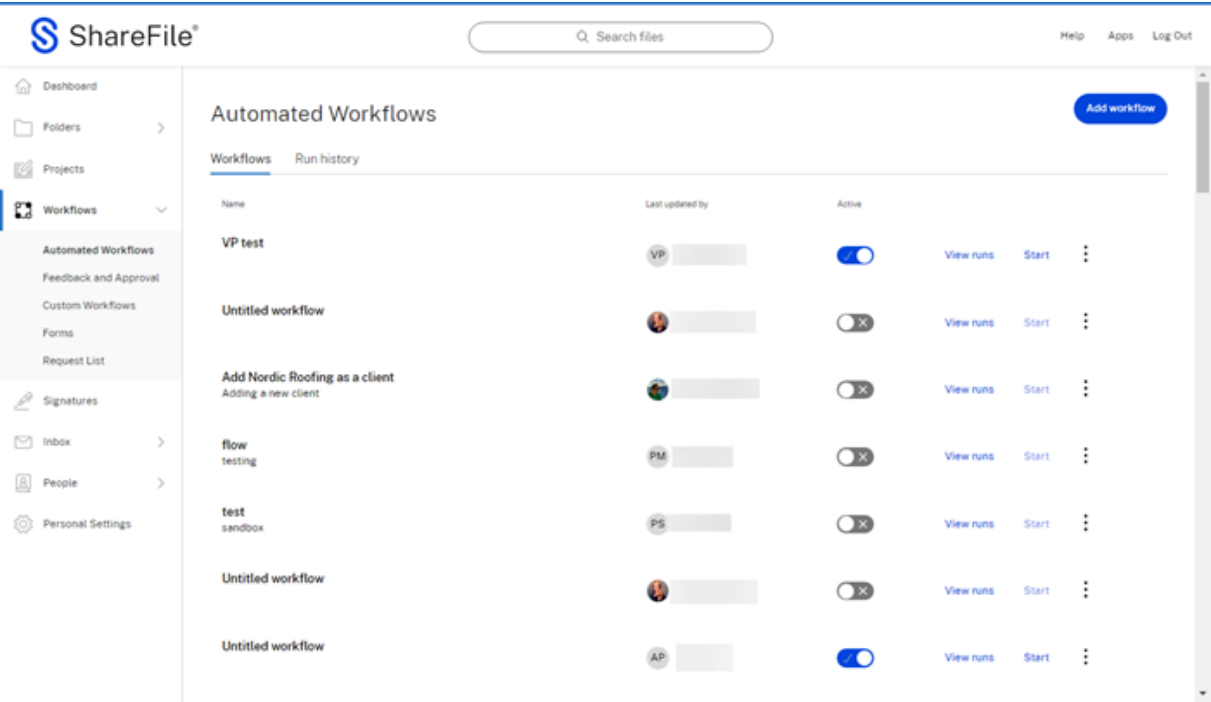 ShareFile®
Search files
Help Apps Log Out
Dashboard
Folders
Projects
Workflows
Automated Workflows
Feedback and Approval
Custom Workflows
Forms
Request List
Signatures
Inbox
People
Personal Settings
Automated Workflows
Add workflow
Workflows Run history
Name Last updated by Active
VP test
VP View runs Start
Untitled workflow
View runs Start
Add Nordic Roofing as a client
Adding a new client
View runs Start
flow
testing
PM View runs Start
test
sandbox
PS View runs Start
Untitled workflow
View runs Start
Untitled workflow
AP View runs Start